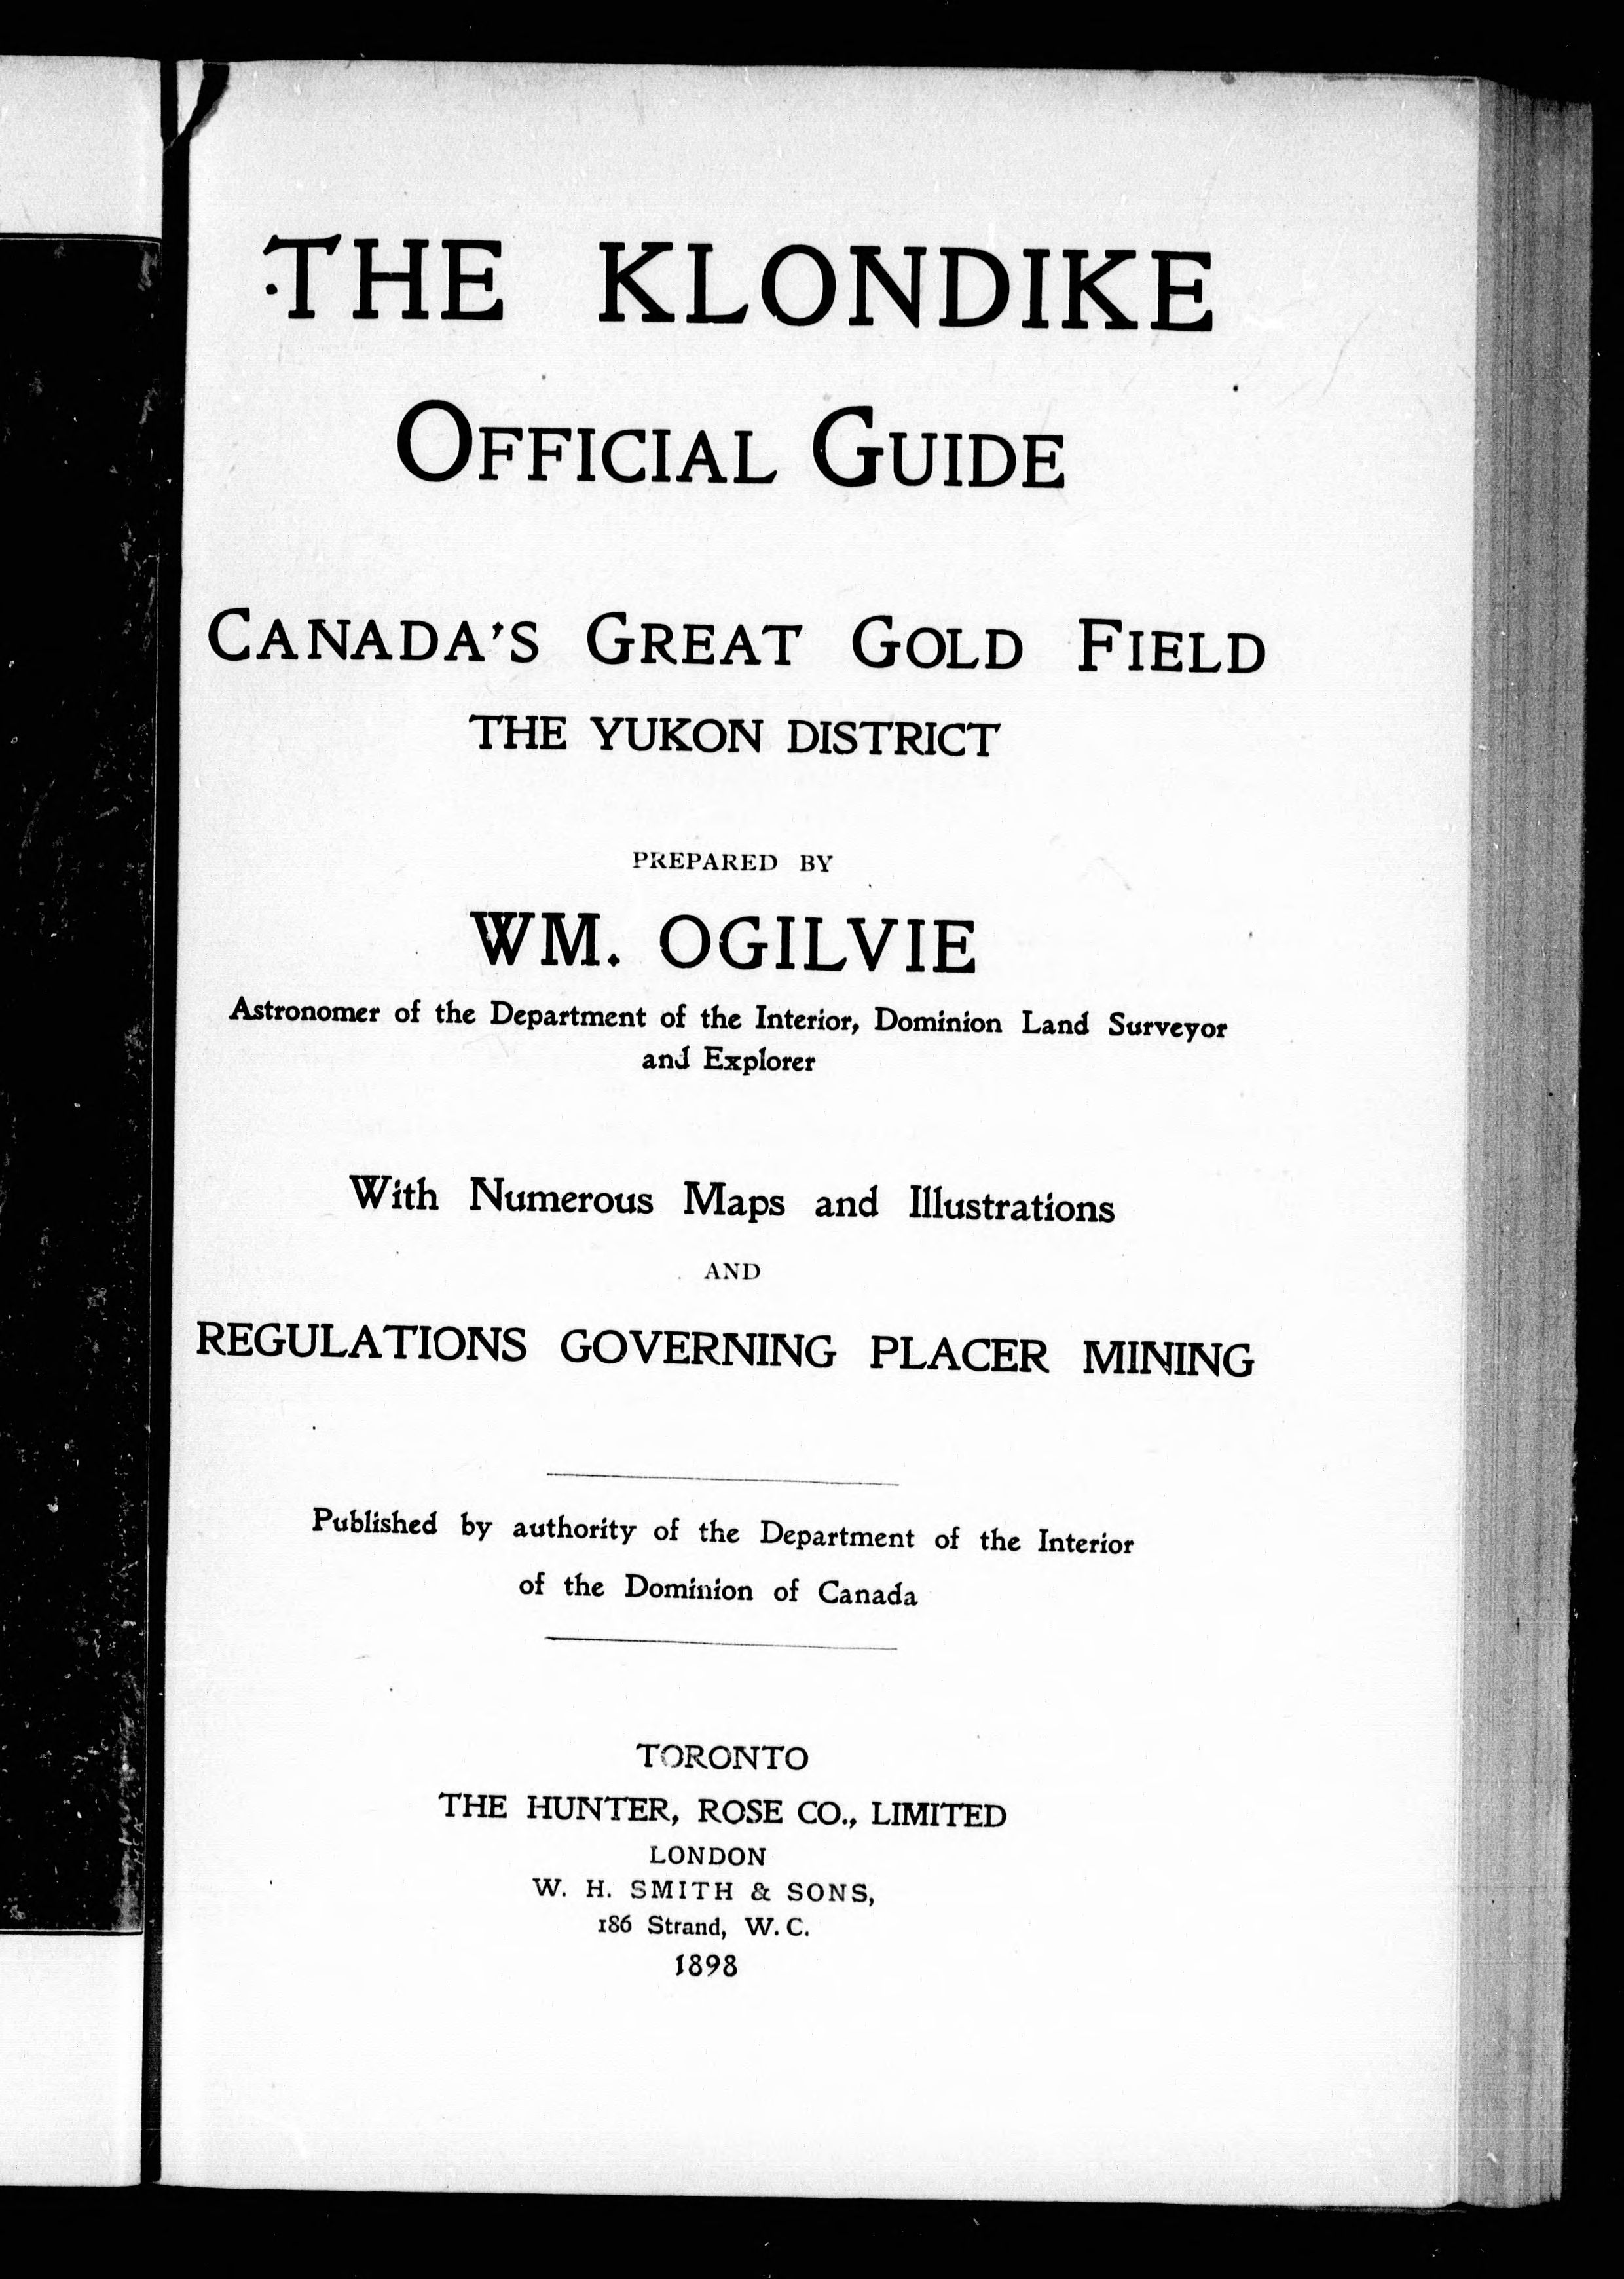 THE KLONDIKE
OFFICIAL GUIDE
CANADA'S GREAT GOLD FIELD
THE YUKON DISTRICT
PREPARED BY
WM. OGILVIE
Astronomer of the Department of the Interior, Dominion Land Surveyor
and Explorer
With Numerous Maps and Illustrations
AND
REGULATIONS GOVERNING PLACER MINING
Published by authority of the Department of the Interior
of the Dominion of Canada
TORONTO
THE HUNTER, ROSE CO., LIMITED
LONDON
W. H. SMITH & SONS,
186 Strand, W. C.
1898